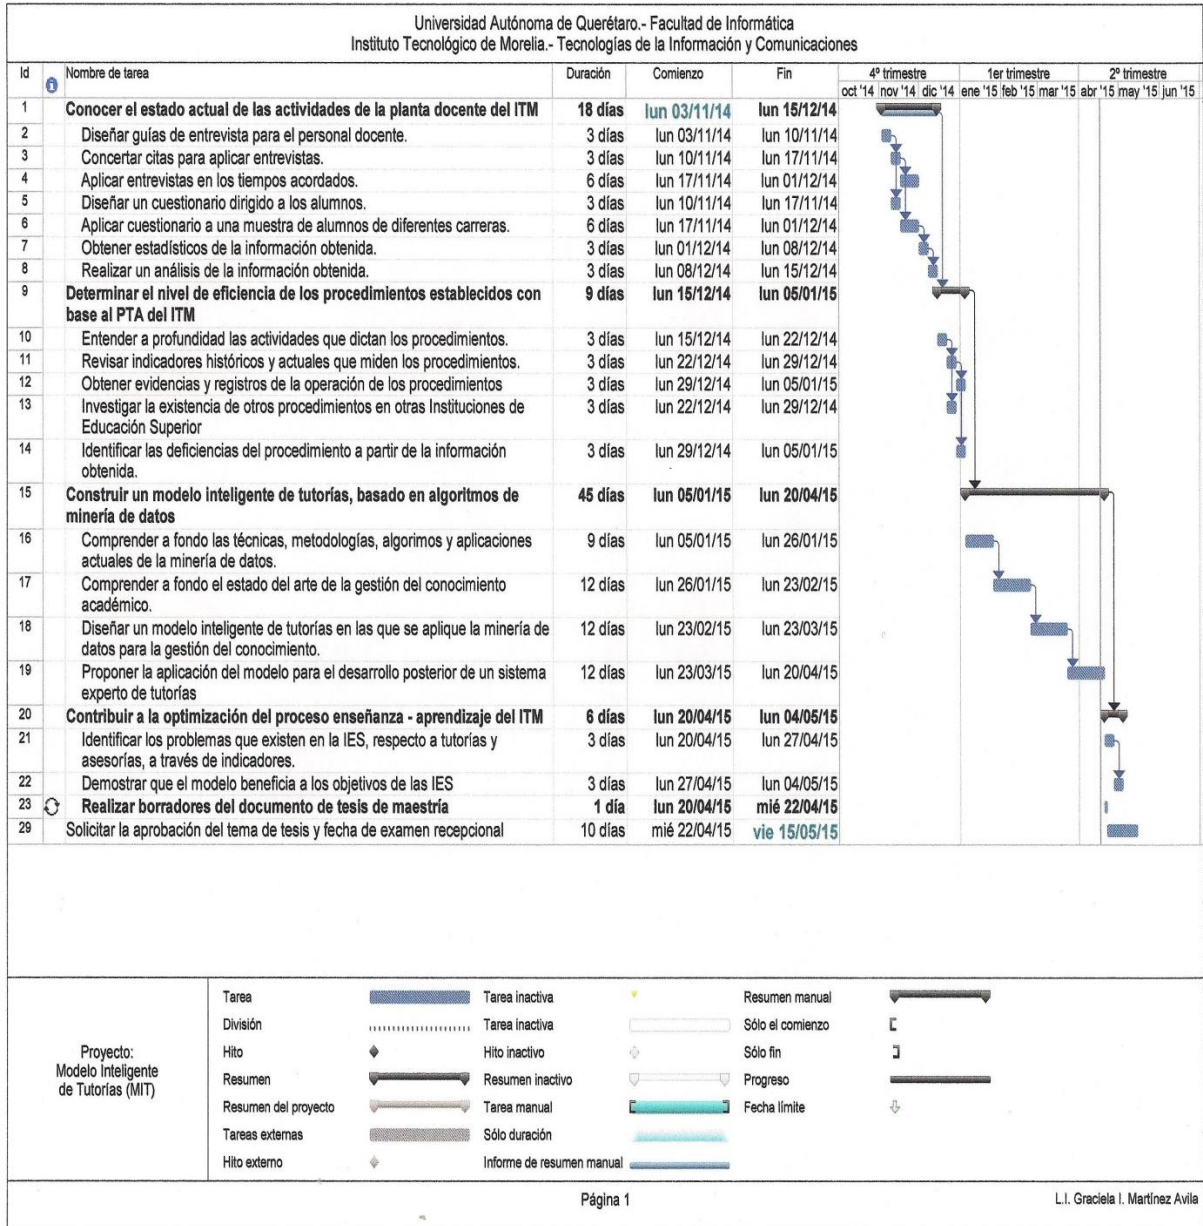 Universidad Autónoma de Querétaro.- Facultad de Informática
Instituto Tecnológico de Morelia.- Tecnologías de la Información y Comunicaciones
Id Nombre de tarea Duración Comienzo Fin 4º trimestre 1er trimestre 2º trimestre
oct '14 nov '14 dic '14 ene '15 feb '15 mar '15 abr '15 may '15 jun '15
1 Conocer el estado actual de las actividades de la planta docente del ITM 18 días lun 03/11/14 lun 15/12/14
2 Diseñar guías de entrevista para el personal docente. 3 días lun 03/11/14 lun 10/11/14
3 Concertar citas para aplicar entrevistas. 3 días lun 10/11/14 lun 17/11/14
4 Aplicar entrevistas en los tiempos acordados. 6 días lun 17/11/14 lun 01/12/14
5 Diseñar un cuestionario dirigido a los alumnos. 3 días lun 10/11/14 lun 17/11/14
6 Aplicar cuestionario a una muestra de alumnos de diferentes carreras. 6 días lun 17/11/14 lun 01/12/14
7 Obtener estadísticos de la información obtenida. 3 días lun 01/12/14 lun 08/12/14
8 Realizar un análisis de la información obtenida. 3 días lun 08/12/14 lun 15/12/14
9 Determinar el nivel de eficiencia de los procedimientos establecidos con 9 días lun 15/12/14 lun 05/01/15
base al PTA del ITM
10 Entender a profundidad las actividades que dictan los procedimientos. 3 días lun 15/12/14 lun 22/12/14
11 Revisar indicadores históricos y actuales que miden los procedimientos. 3 días lun 22/12/14 lun 29/12/14
12 Obtener evidencias y registros de la operación de los procedimientos 3 días lun 29/12/14 lun 05/01/15
13 Investigar la existencia de otros procedimientos en otras Instituciones de 3 días lun 22/12/14 lun 29/12/14
Educación Superior
14 Identificar las deficiencias del procedimiento a partir de la información 3 días lun 29/12/14 lun 05/01/15
obtenida.
15 Construir un modelo inteligente de tutorías, basado en algoritmos de 45 días lun 05/01/15 lun 20/04/15
minería de datos
16 Comprender a fondo las técnicas, metodologías, algorimos y aplicaciones 9 días lun 05/01/15 lun 26/01/15
actuales de la minería de datos.
17 Comprender a fondo el estado del arte de la gestión del conocimiento 12 días lun 26/01/15 lun 23/02/15
académico.
18 Diseñar un modelo inteligente de tutorías en las que se aplique la minería de 12 días lun 23/02/15 lun 23/03/15
datos para la gestión del conocimiento.
19 Proponer la aplicación del modelo para el desarrollo posterior de un sistema 12 días lun 23/03/15 lun 20/04/15
experto de tutorías
20 Contribuir a la optimización del proceso enseñanza - aprendizaje del ITM 6 días lun 20/04/15 lun 04/05/15
21 Identificar los problemas que existen en la IES, respecto a tutorías y 3 días lun 20/04/15 lun 27/04/15
asesorías, a través de indicadores.
22 Demostrar que el modelo beneficia a los objetivos de las IES 3 días lun 27/04/15 lun 04/05/15
23 Realizar borradores del documento de tesis de maestría 1 día lun 20/04/15 mié 22/04/15
29 Solicitar la aprobación del tema de tesis y fecha de examen recepcional 10 días mié 22/04/15 vie 15/05/15
Proyecto:
Modelo Inteligente
de Tutorías (MIT)
Tarea Tarea inactiva Resumen manual
División Tarea inactiva Sólo el comienzo
Hito Hito inactivo Sólo fin
Resumen Resumen inactivo Progreso
Resumen del proyecto Tarea manual Fecha límite
Tareas externas Sólo duración
Hito externo Informe de resumen manual
Página 1
L.I. Graciela I. Martínez Avila